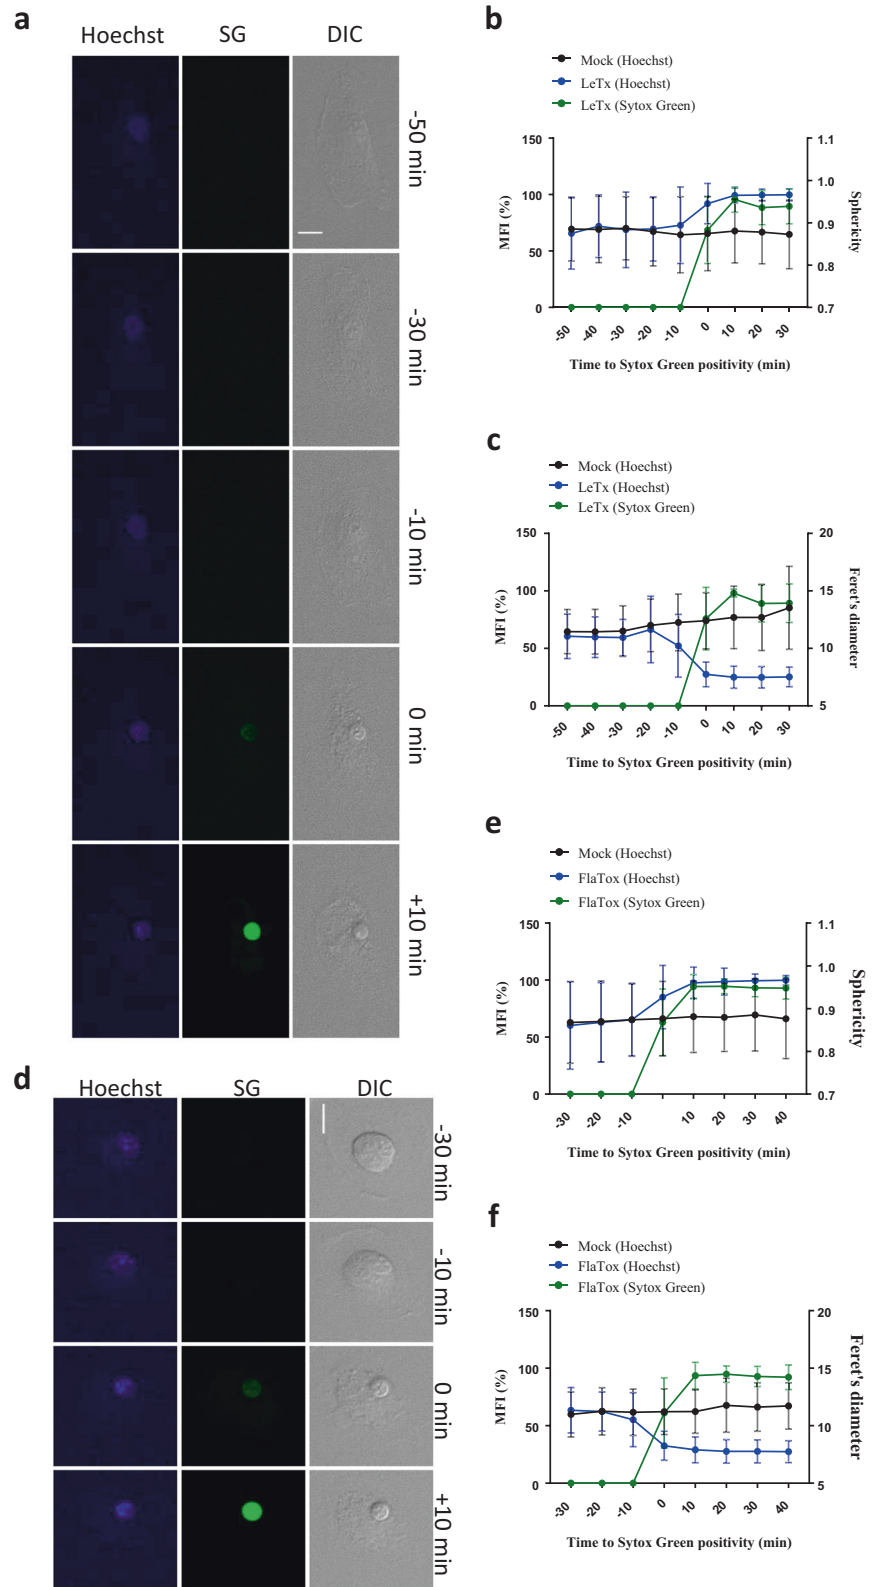 a
Hoechst SG DIC
-50 min
-30 min
-10 min
0 min
+10 min
b
Mock (Hoechst)
LeTx (Hoechst)
LeTx (Sytox Green)
150
100
50
0
MFI (%)
1.1
1.0
0.9
0.8
0.7
Sphericity
-50 -40 -30 -20 -10 0 10 20 30
Time to Sytox Green positivity (min)
c
Mock (Hoechst)
LeTx (Hoechst)
LeTx (Sytox Green)
150
100
50
0
MFI (%)
20
15
10
5
Feret's diameter
-50 -40 -30 -20 -10 0 10 20 30
Time to Sytox Green positivity (min)
d
Hoechst SG DIC
-30 min
-10 min
0 min
+10 min
e
Mock (Hoechst)
FlaTox (Hoechst)
FlaTox (Sytox Green)
150
100
50
0
MFI (%)
1.1
1.0
0.9
0.8
0.7
Sphericity
-30 -20 -10 10 20 30 40
Time to Sytox Green positivity (min)
f
Mock (Hoechst)
FlaTox (Hoechst)
FlaTox (Sytox Green)
150
100
50
0
MFI (%)
20
15
10
5
Feret's diameter
-30 -20 -10 0 10 20 30 40
Time to Sytox Green positivity (min)